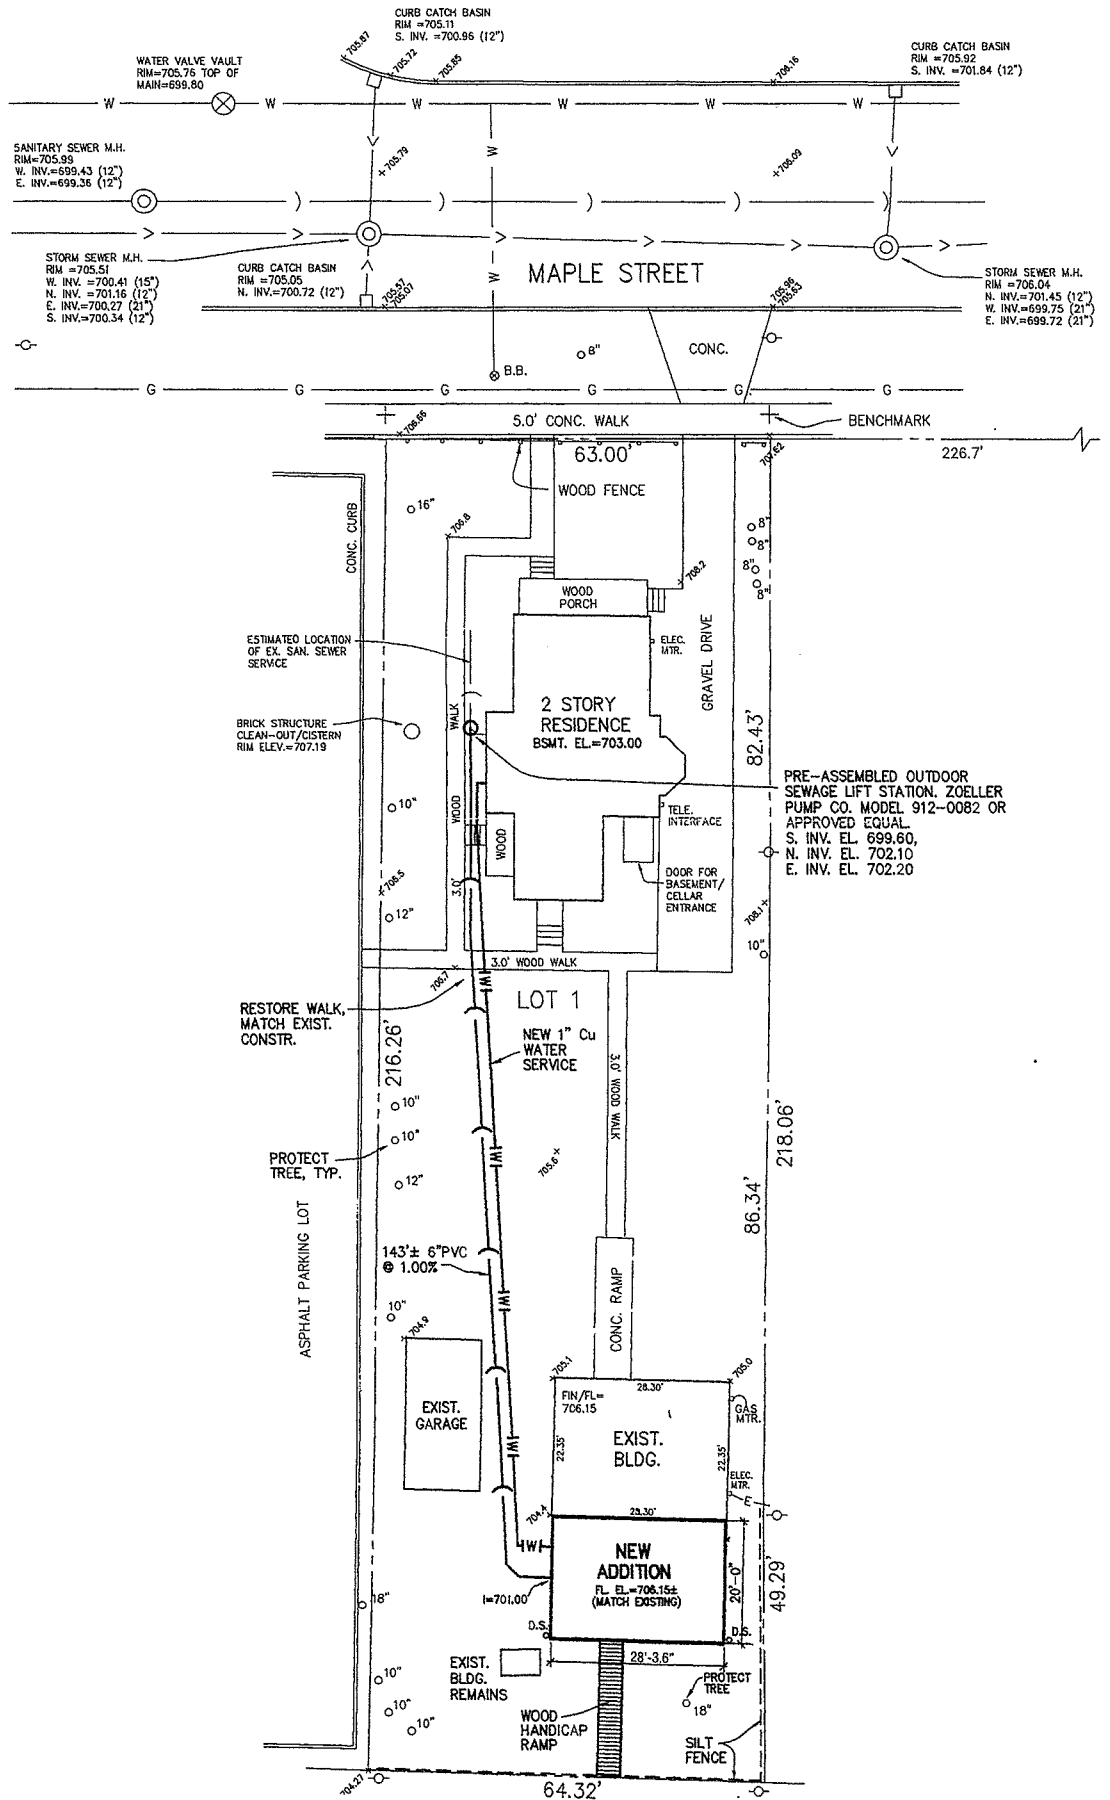 CURB CATCH BASIN
RIM =705.11
S. INV. =700.96 (12")
705.87
705.72
705.85
706.16
CURB CATCH BASIN
RIM =705.92
S. INV. =701.84 (12")
WATER VALVE VAULT
RIM=705.76 TOP OF
MAIN=699.80
W W W W W W
SANITARY SEWER M.H.
RIM=705.99
W. INV.=699.43 (12")
E. INV.=699.36 (12")
705.79
W
706.09
STORM SEWER M.H.
RIM =705.51
W. INV. =700.41 (15")
N. INV. =701.16 (12")
E. INV.=700.27 (21")
S. INV.=700.34 (12")
CURB CATCH BASIN
RIM =705.05
N. INV.=700.72 (12")
705.57
705.07
W
MAPLE STREET
705.96
705.63
STORM SEWER M.H.
RIM =706.04
N. INV.=701.45 (12")
W. INV.=699.75 (21")
E. INV.=699.72 (21")
8"
CONC.
B.B.
G G G G G G
706.66
5.0' CONC. WALK
BENCHMARK
63.00'
707.62
226.7'
WOOD FENCE
16"
706.8
CONC. CURB
8"
8"
8"
8"
708.2
WOOD
PORCH
ELEC.
MTR.
GRAVEL DRIVE
ESTIMATED LOCATION
OF EX. SAN. SEWER
SERVICE
2 STORY
RESIDENCE
BSMT. EL.=703.00
BRICK STRUCTURE
CLEAN-OUT/CISTERN
RIM ELEV.=707.19
3.0' WOOD WALK
82.43'
PRE-ASSEMBLED OUTDOOR
SEWAGE LIFT STATION. ZOELLER
PUMP CO. MODEL 912-0082 OR
APPROVED EQUAL.
S. INV. EL. 699.60,
N. INV. EL. 702.10
E. INV. EL. 702.20
10"
TELE.
INTERFACE
WOOD
DOOR FOR
BASEMENT/
CELLAR
ENTRANCE
706.5
12"
708.1
10"
3.0' WOOD WALK
705.7
W
LOT 1
RESTORE WALK,
MATCH EXIST.
CONSTR.
NEW 1" Cu
WATER
SERVICE
216.26'
3.0' WOOD WALK
218.06'
10"
10"
PROTECT
TREE, TYP.
W
705.6
12"
86.34'
ASPHALT PARKING LOT
143'± 6"PVC
@ 1.00%
W
10"
704.9
CONC. RAMP
705.1
705.0
28.30'
FIN/FL=
706.15
GAS
MTR.
EXIST.
GARAGE
EXIST.
BLDG.
22.35'
22.35'
W
ELEC.
MTR.
E
704.4
28.30'
W
NEW
ADDITION
FL. EL.=706.15±
(MATCH EXISTING)
20'-0"
49.29'
I=701.00'
18"
D.S.
D.S.
28'-3.6"
EXIST.
BLDG.
REMAINS
PROTECT
TREE
18"
10"
10"
10"
WOOD
HANDICAP
RAMP
SILT
FENCE
704.27
64.32'